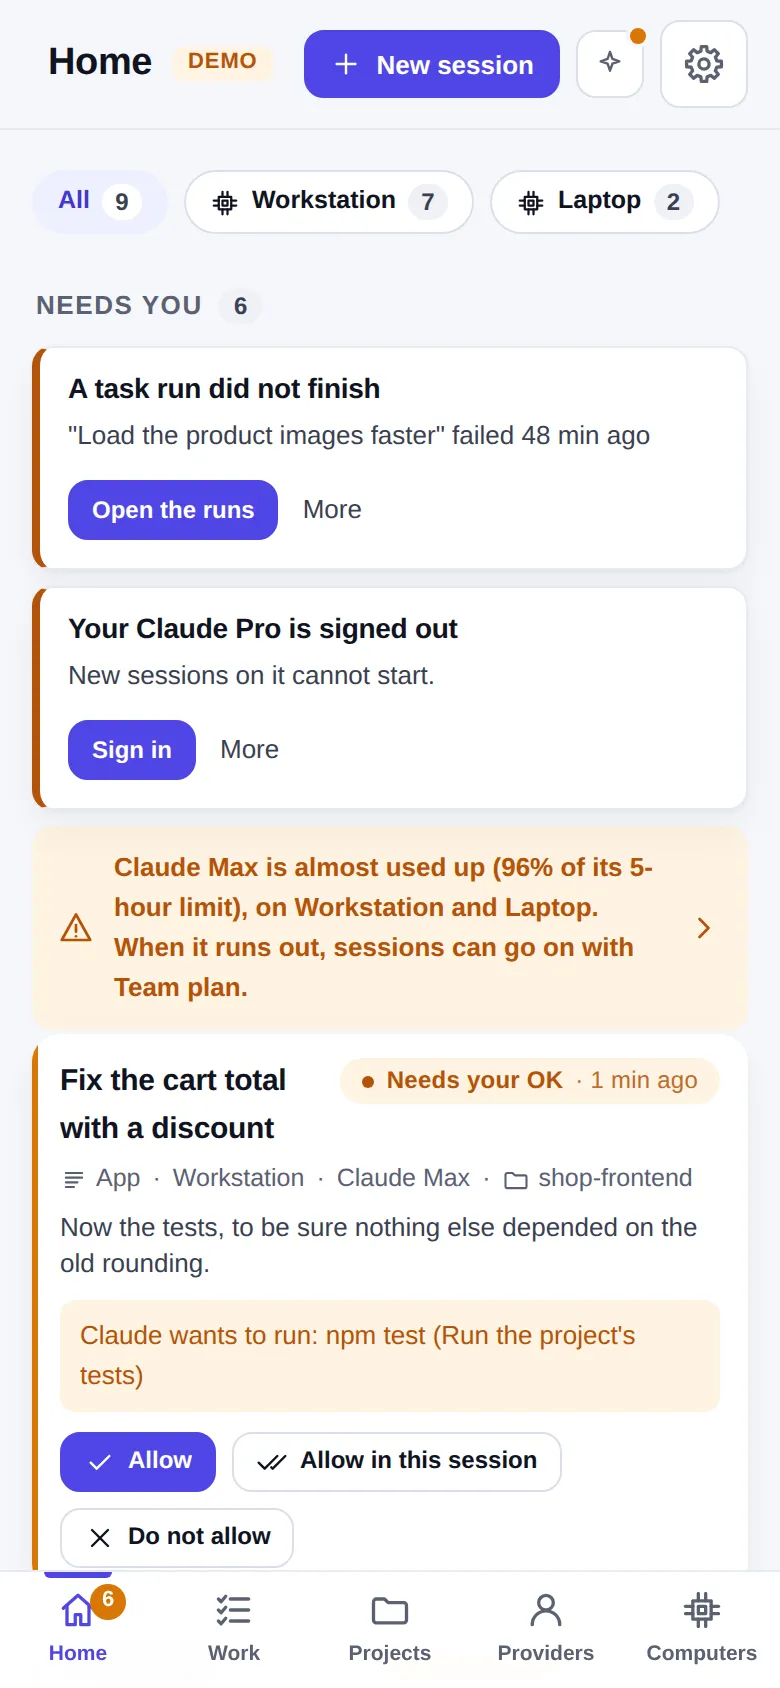 Home
DEMO
New session
All 9
Workstation 7
Laptop 2
NEEDS YOU 6
A task run did not finish
"Load the product images faster" failed 48 min ago
Open the runs
More
Your Claude Pro is signed out
New sessions on it cannot start.
Sign in
More
Claude Max is almost used up (96% of its 5-
hour limit), on Workstation and Laptop.
When it runs out, sessions can go on with
Team plan.
Fix the cart total
with a discount
Needs your OK · 1 min ago
App · Workstation · Claude Max · shop-frontend
Now the tests, to be sure nothing else depended on the
old rounding.
Claude wants to run: npm test (Run the project's
tests)
Allow
Allow in this session
Do not allow
6
Home
Work
Projects
Providers
Computers